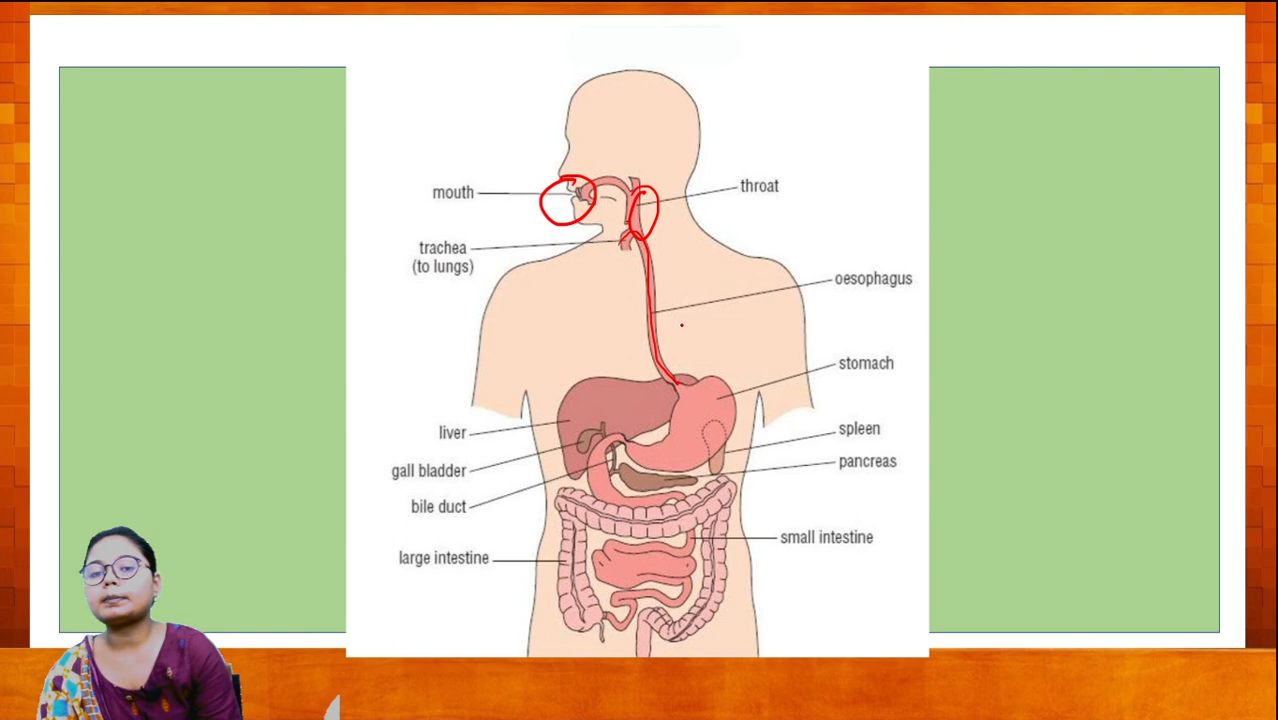 mouth
throat
trachea
(to lungs)
oesophagus
stomach
liver
spleen
gall bladder
pancreas
bile duct
small intestine
large intestine